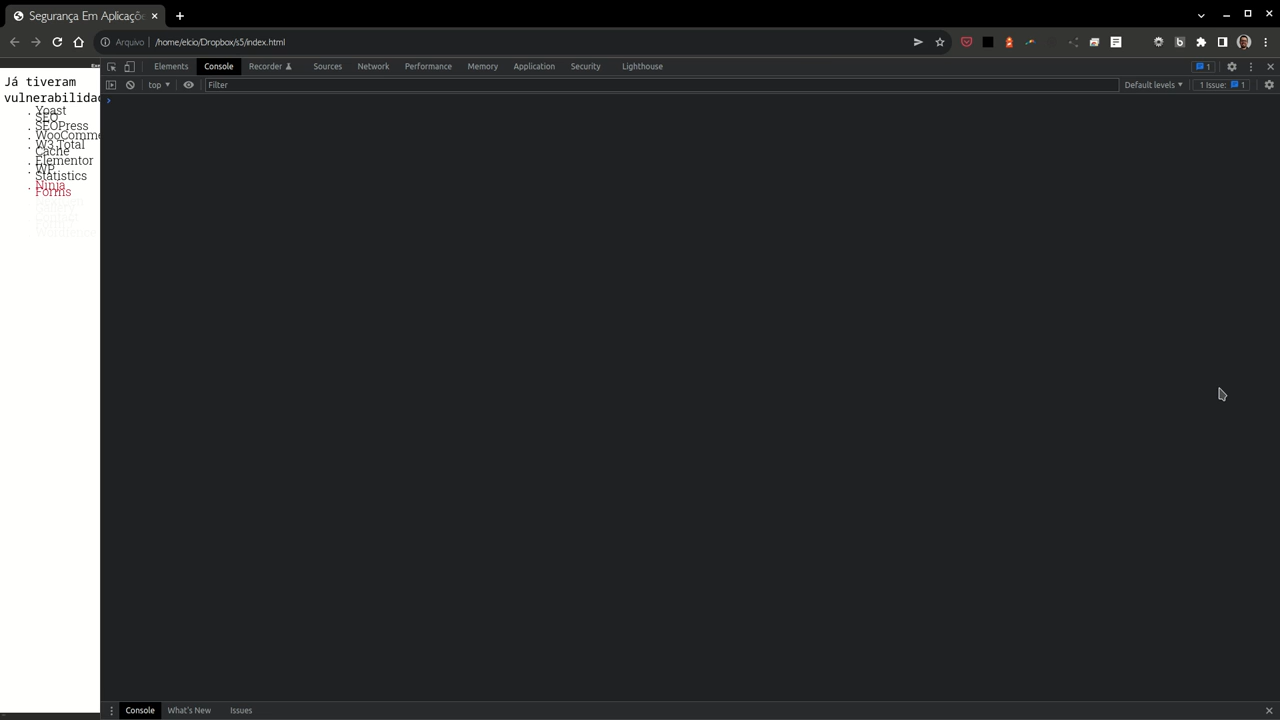 Segurança Em Aplicaçõ
Arquivo
/home/elcio/Dropbox/s5/index.html
Elements
Console
Recorder
Sources
Network
Performance
Memory
Application
Security
Lighthouse
1
top
Filter
Default levels
1 Issue:
1
Já tiveram
vulnerabilidad
Yoast
SEO
SEOPress
WooComme
W3 Total
Cache
Elementor
WP
Statistics
Ninja
Forms
Console
What's New
Issues